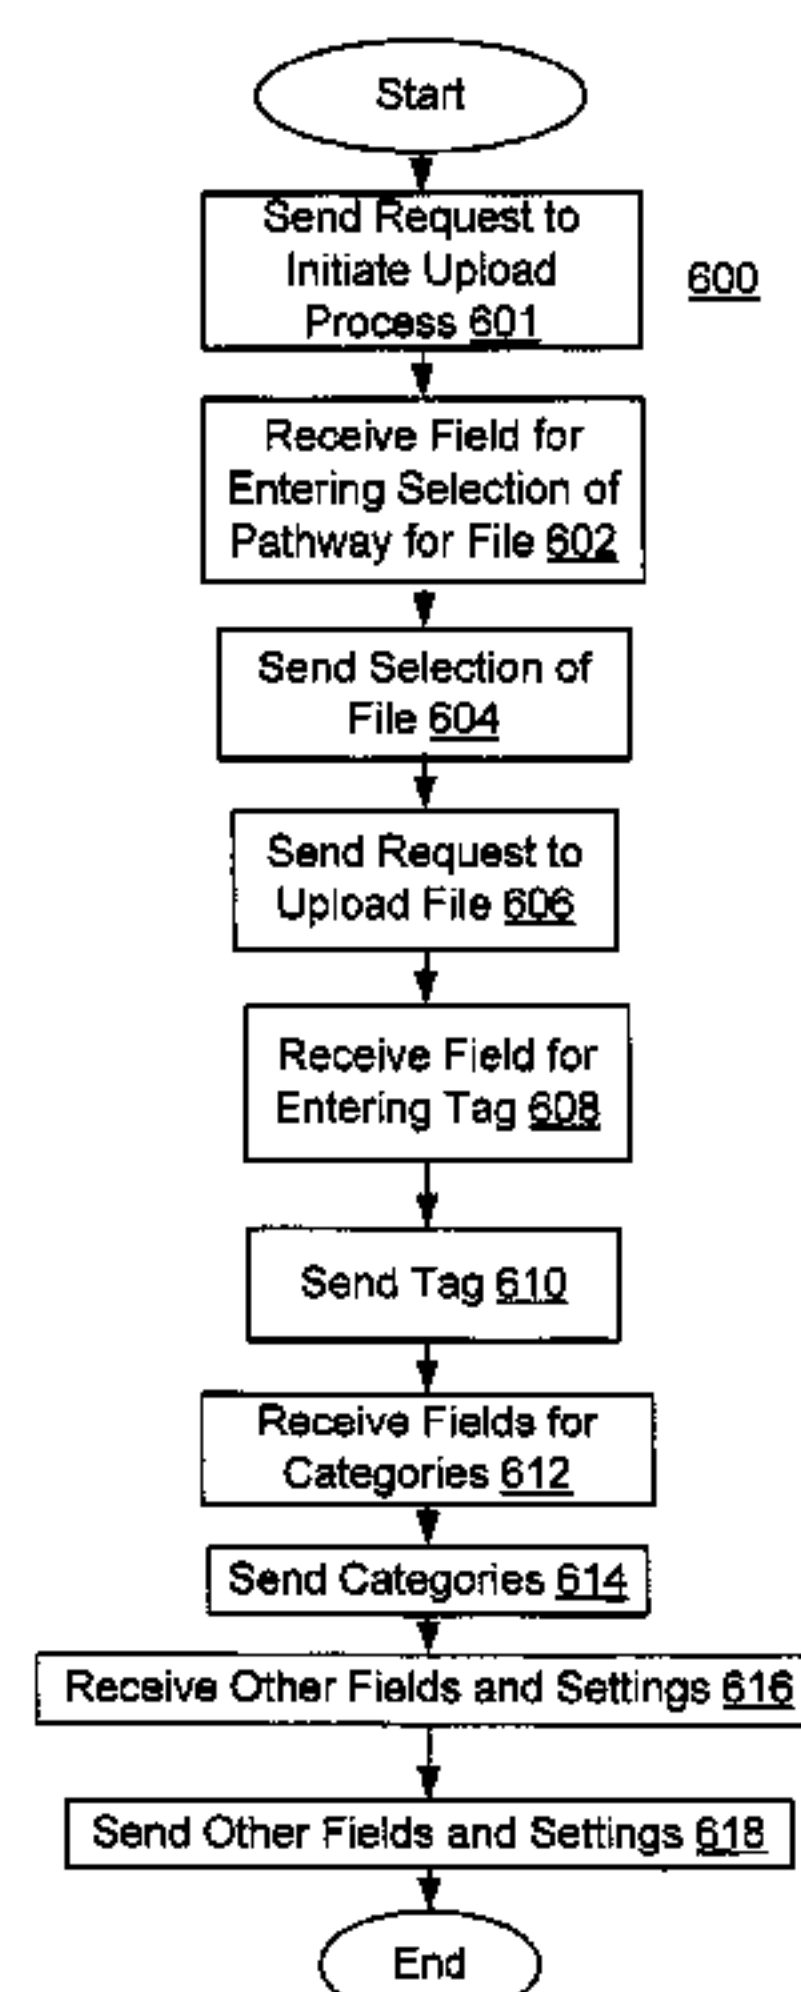 Start
Send Request to
Initiate Upload
Process 601
600
Receive Field for
Entering Selection of
Pathway for File 602
Send Selection of
File 604
Send Request to
Upload File 606
Receive Field for
Entering Tag 608
Send Tag 610
Receive Fields for
Categories 612
Send Categories 614
Receive Other Fields and Settings 616
Send Other Fields and Settings 618
End